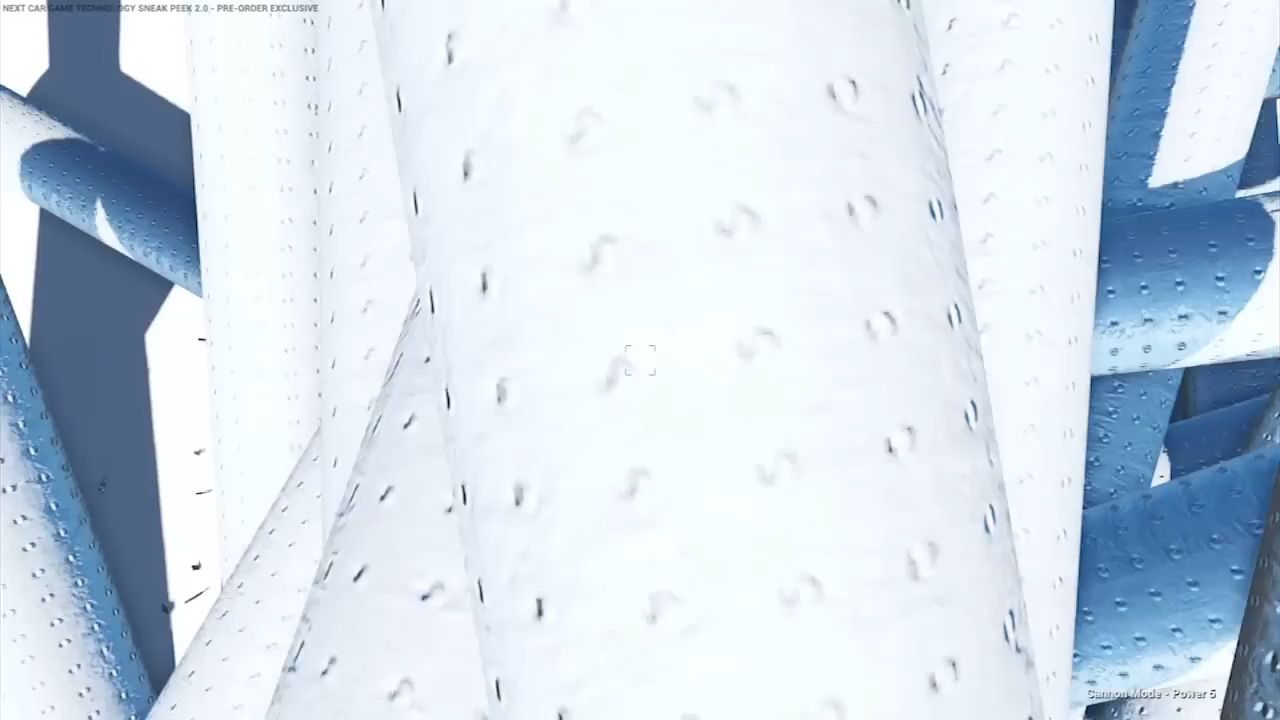 NEXT CAR GAME TECHNOLOGY SNEAK PEEK 2.0 - PRE-ORDER EXCLUSIVE
Cannon Mode - Power 5